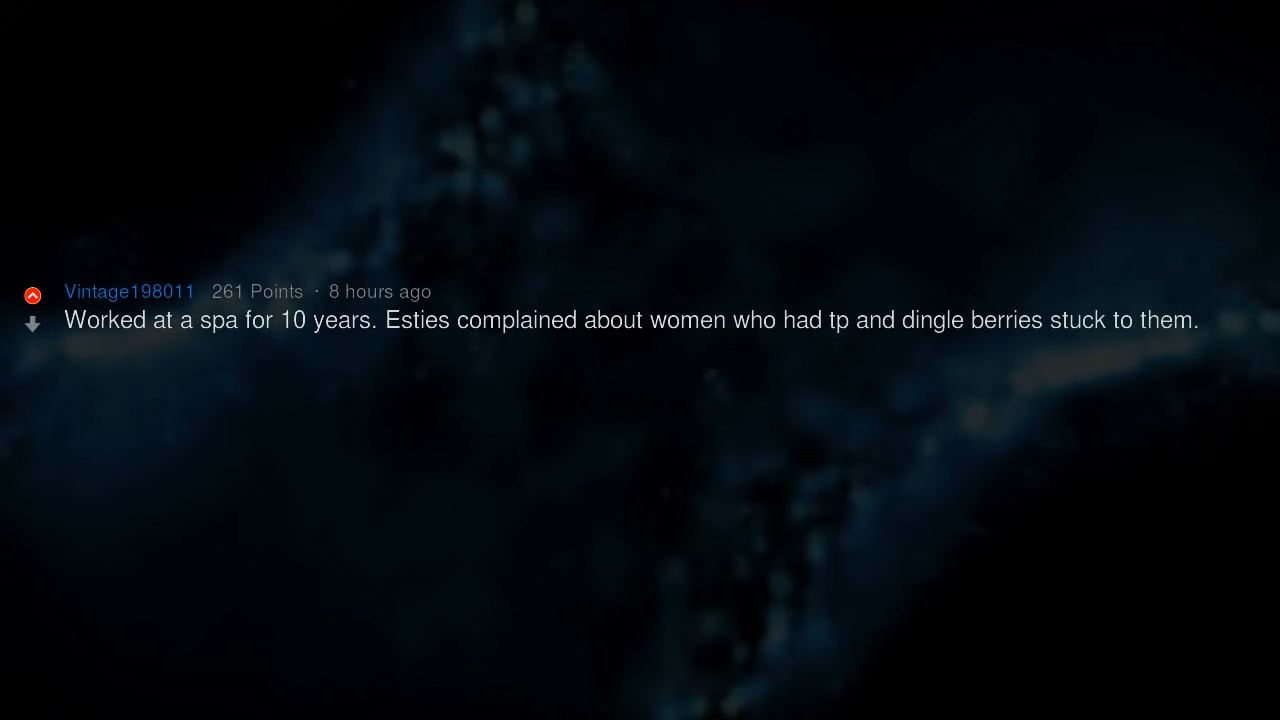 Vintage198011 261 Points · 8 hours ago
Worked at a spa for 10 years. Esties complained about women who had tp and dingle berries stuck to them.